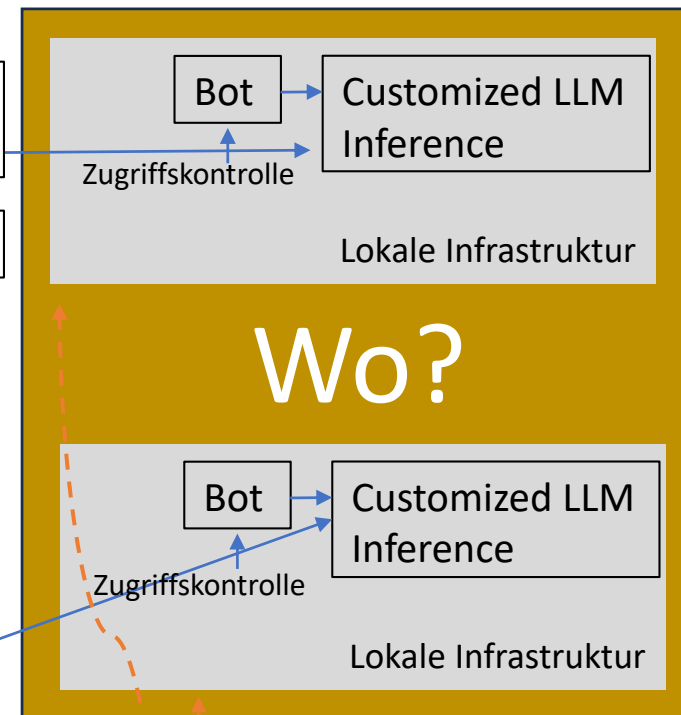 Bot
Customized LLM
Inference
Zugriffskontrolle
Lokale Infrastruktur
Wo?
Bot
Customized LLM
Inference
Zugriffskontrolle
Lokale Infrastruktur